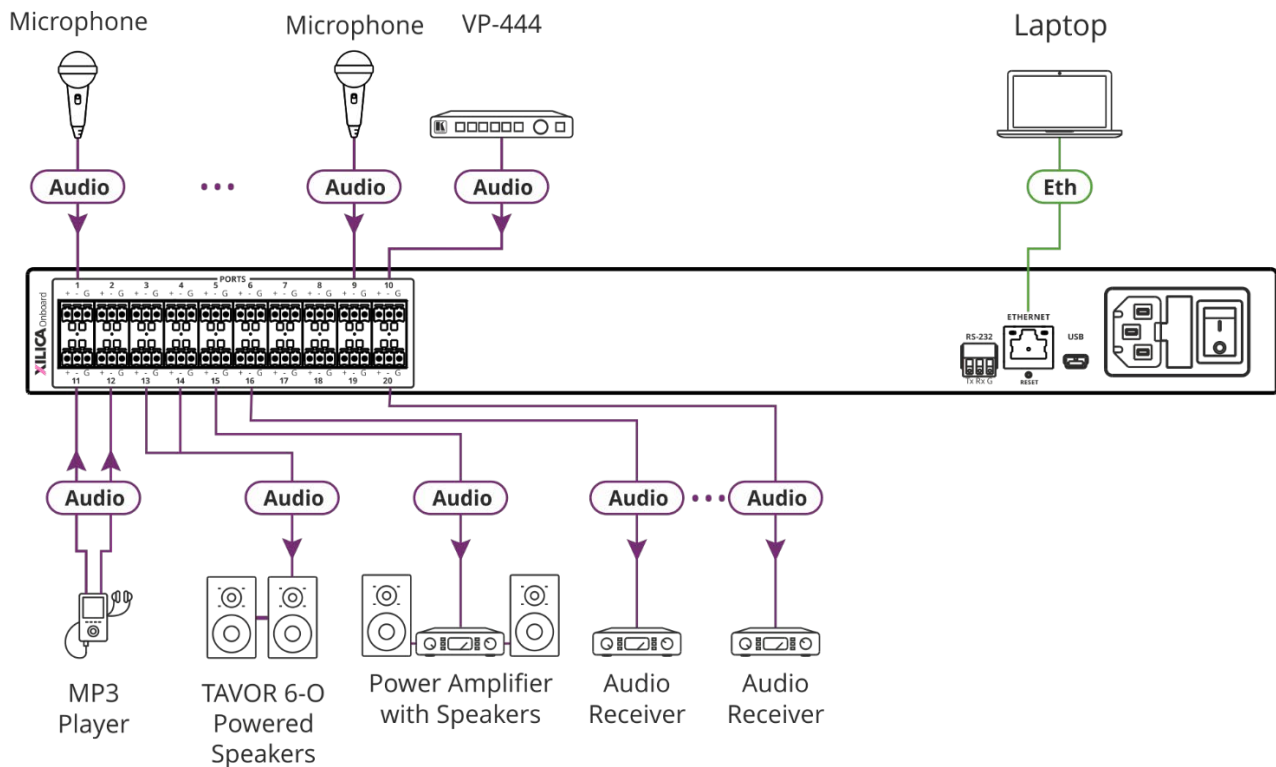 Microphone
Microphone
VP-444
Laptop
Audio
Audio
Audio
Eth
PORTS
1 2 3 4 5 6 7 8 9 10
+ - G + - G + - G + - G + - G + - G + - G + - G + - G + - G
XILICA Onboard
ETHERNET
RS-232
USB
Tx Rx G
RESET
+ - G + - G + - G + - G + - G + - G + - G + - G + - G + - G
11 12 13 14 15 16 17 18 19 20
Audio
Audio
Audio
Audio
Audio
MP3
Player
TAVOR 6-O
Powered
Speakers
Power Amplifier
with Speakers
Audio
Receiver
Audio
Receiver